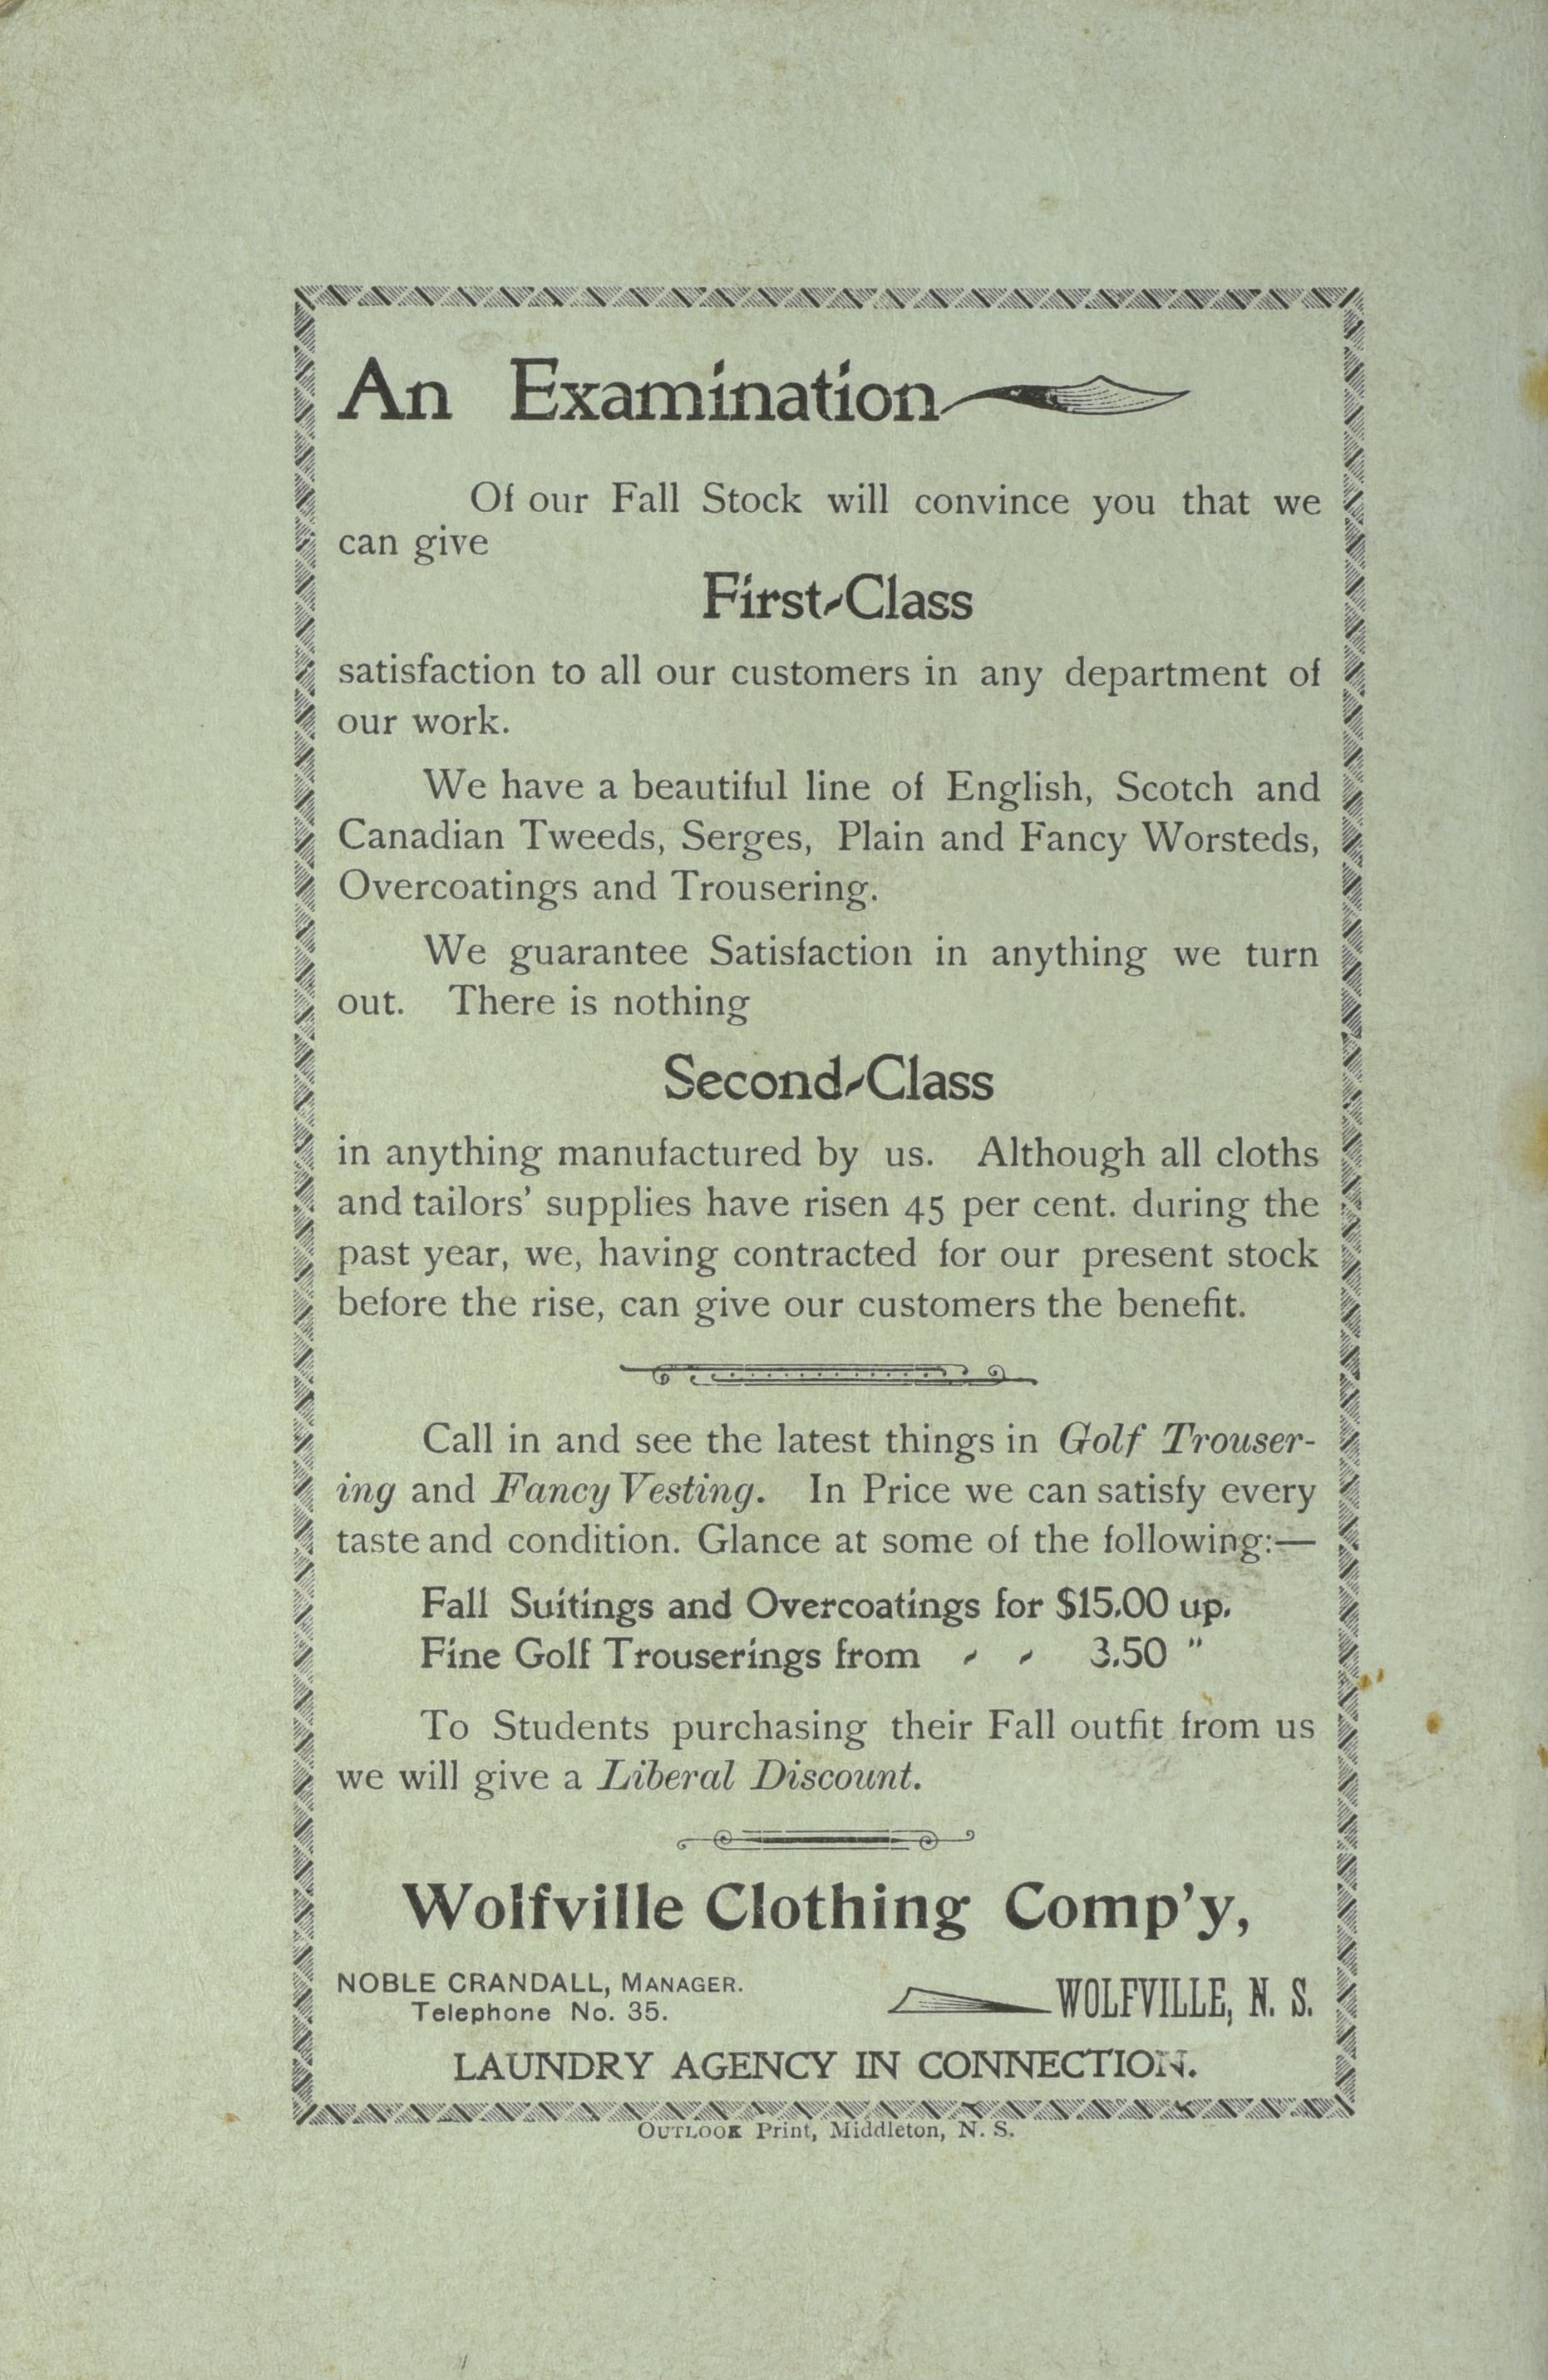 An Examination
Of our Fall Stock will convince you that we
can give
First-Class
satisfaction to all our customers in any department of
our work.
We have a beautiful line of English, Scotch and
Canadian Tweeds, Serges, Plain and Fancy Worsteds,
Overcoatings and Trousering.
We guarantee Satisfaction in anything we turn
out. There is nothing
Second-Class
in anything manufactured by us. Although all cloths
and tailors' supplies have risen 45 per cent. during the
past year, we, having contracted for our present stock
before the rise, can give our customers the benefit.
Call in and see the latest things in Golf Trouser-
ing and Fancy Vesting. In Price we can satisfy every
taste and condition. Glance at some of the following:—
Fall Suitings and Overcoatings for $15.00 up.
Fine Golf Trouserings from - - 3.50 "
To Students purchasing their Fall outfit from us
we will give a Liberal Discount.
Wolfville Clothing Comp'y,
NOBLE CRANDALL, MANAGER.
Telephone No. 35.
WOLFVILLE, N. S.
LAUNDRY AGENCY IN CONNECTION.
OUTLOOK Print, Middleton, N. S.